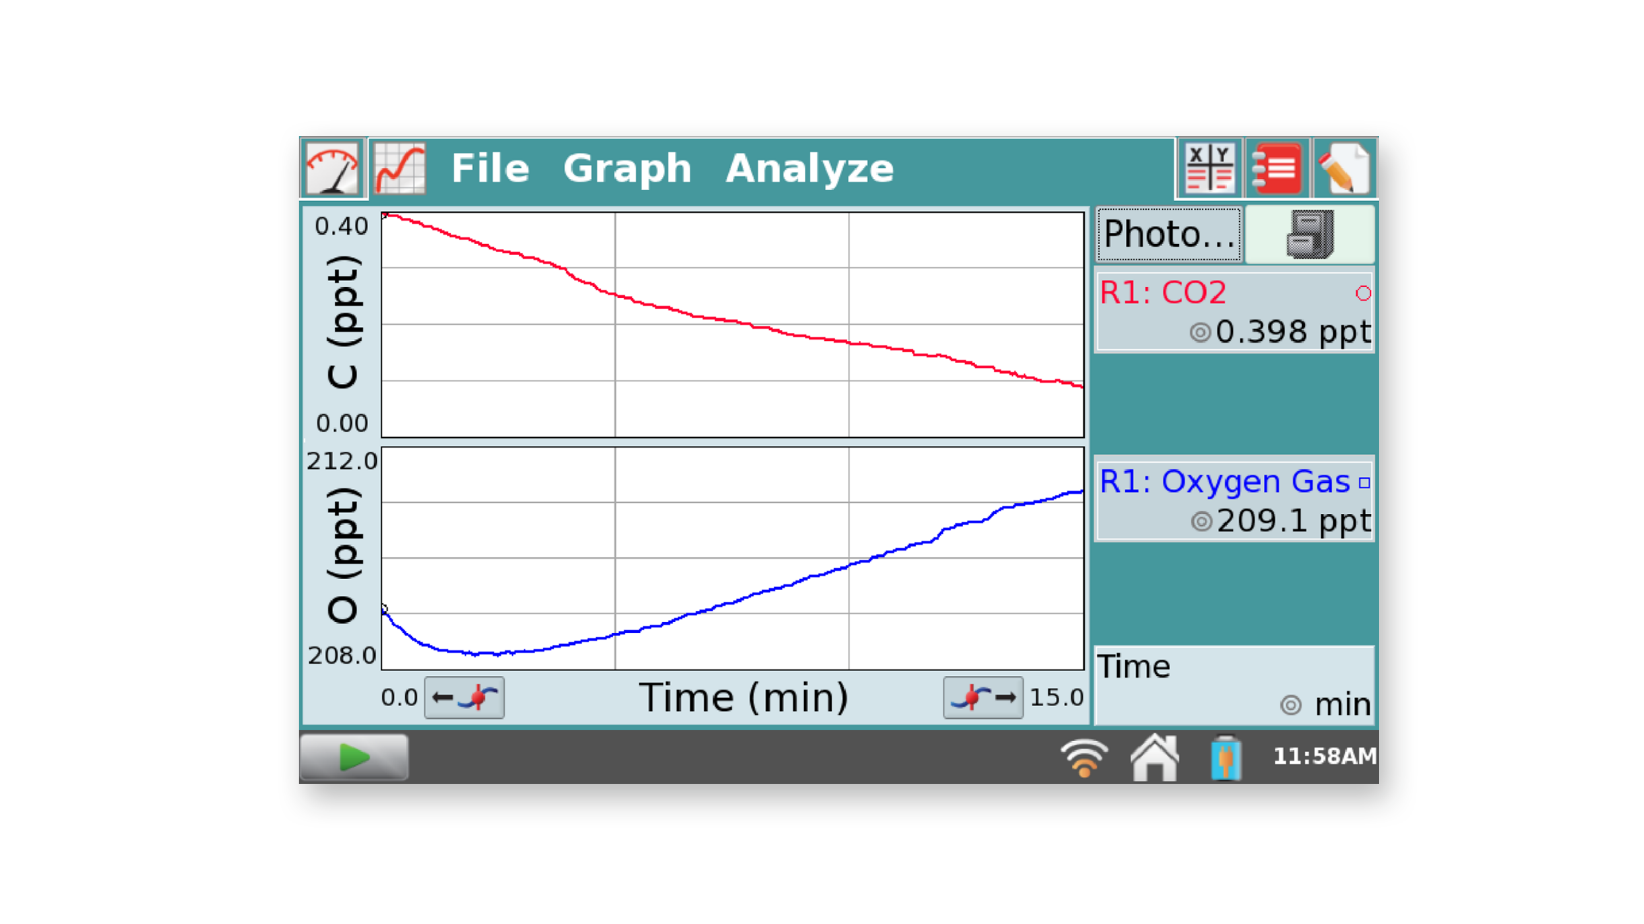 File Graph Analyze
X Y
0.40
C (ppt)
0.00
212.0
O (ppt)
208.0
0.0
Time (min)
15.0
Photo...
R1: CO2
0.398 ppt
R1: Oxygen Gas
209.1 ppt
Time
min
11:58AM